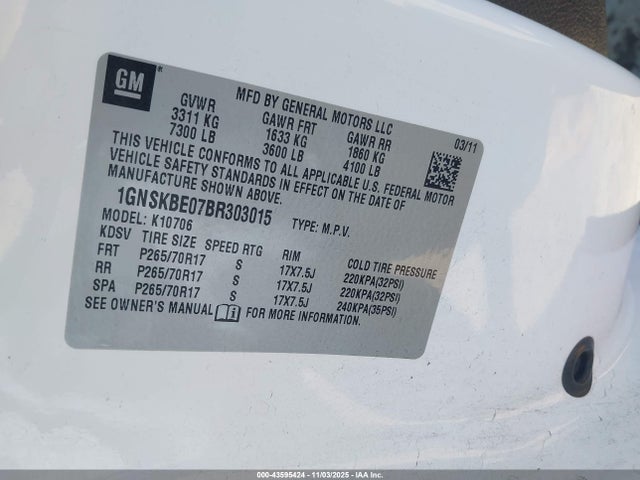 GM*
MFD BY GENERAL MOTORS LLC
GVWR GAWR FRT GAWR RR 03/11
3311 KG 1633 KG 1860 KG
7300 LB 3600 LB 4100 LB
THIS VEHICLE CONFORMS TO ALL APPLICABLE U.S. FEDERAL MOTOR
VEHICLE SAFETY STANDARDS IN EFFECT ON THE DATE OF
MANUFACTURE SHOWN ABOVE.
1GNSKBE07BR303015 TYPE: M.P.V.
MODEL: K10706
KDSV TIRE SIZE SPEED RTG RIM COLD TIRE PRESSURE
FRT P265/70R17 S 17X7.5J 220KPA(32PSI)
RR P265/70R17 S 17X7.5J 220KPA(32PSI)
SPA P265/70R17 S 17X7.5J 240KPA(35PSI)
SEE OWNER'S MANUAL i FOR MORE INFORMATION.
000-43595424 - 11/03/2025 - IAAI, Inc.